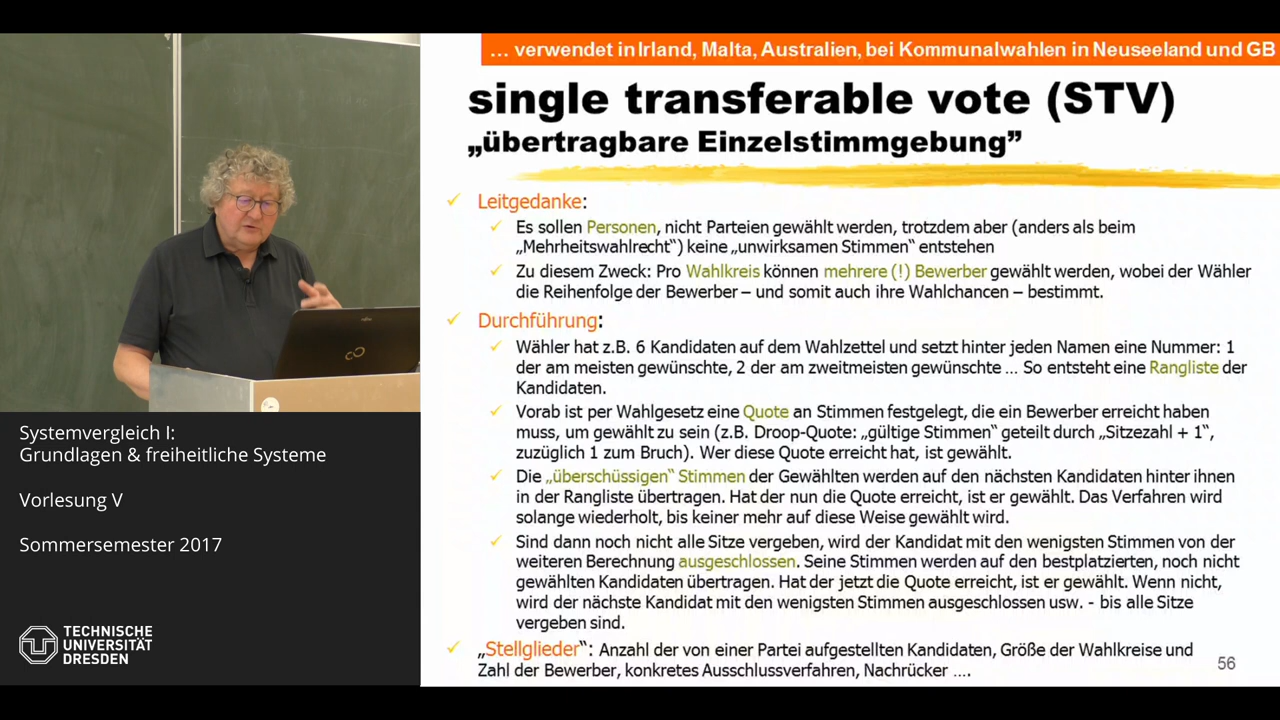 … verwendet in Irland, Malta, Australien, bei Kommunalwahlen in Neuseeland und GB
single transferable vote (STV)
„übertragbare Einzelstimmgebung”
Leitgedanke:
Es sollen Personen, nicht Parteien gewählt werden, trotzdem aber (anders als beim
„Mehrheitswahlrecht“) keine „unwirksamen Stimmen“ entstehen
Zu diesem Zweck: Pro Wahlkreis können mehrere (!) Bewerber gewählt werden, wobei der Wähler
die Reihenfolge der Bewerber – und somit auch ihre Wahlchancen – bestimmt.
Durchführung:
Wähler hat z.B. 6 Kandidaten auf dem Wahlzettel und setzt hinter jeden Namen eine Nummer: 1
der am meisten gewünschte, 2 der am zweitmeisten gewünschte … So entsteht eine Rangliste der
Kandidaten.
Vorab ist per Wahlgesetz eine Quote an Stimmen festgelegt, die ein Bewerber erreicht haben
muss, um gewählt zu sein (z.B. Droop-Quote: „gültige Stimmen“ geteilt durch „Sitzezahl + 1“,
zuzüglich 1 zum Bruch). Wer diese Quote erreicht hat, ist gewählt.
Die „überschüssigen“ Stimmen der Gewählten werden auf den nächsten Kandidaten hinter ihnen
in der Rangliste übertragen. Hat der nun die Quote erreicht, ist er gewählt. Das Verfahren wird
solange wiederholt, bis keiner mehr auf diese Weise gewählt wird.
Sind dann noch nicht alle Sitze vergeben, wird der Kandidat mit den wenigsten Stimmen von der
weiteren Berechnung ausgeschlossen. Seine Stimmen werden auf den bestplatzierten, noch nicht
gewählten Kandidaten übertragen. Hat der jetzt die Quote erreicht, ist er gewählt. Wenn nicht,
wird der nächste Kandidat mit den wenigsten Stimmen ausgeschlossen usw. - bis alle Sitze
vergeben sind.
„Stellglieder“: Anzahl der von einer Partei aufgestellten Kandidaten, Größe der Wahlkreise und
Zahl der Bewerber, konkretes Ausschlussverfahren, Nachrücker ….
56
Systemvergleich I:
Grundlagen & freiheitliche Systeme
Vorlesung V
Sommersemester 2017
TECHNISCHE
UNIVERSITÄT
DRESDEN